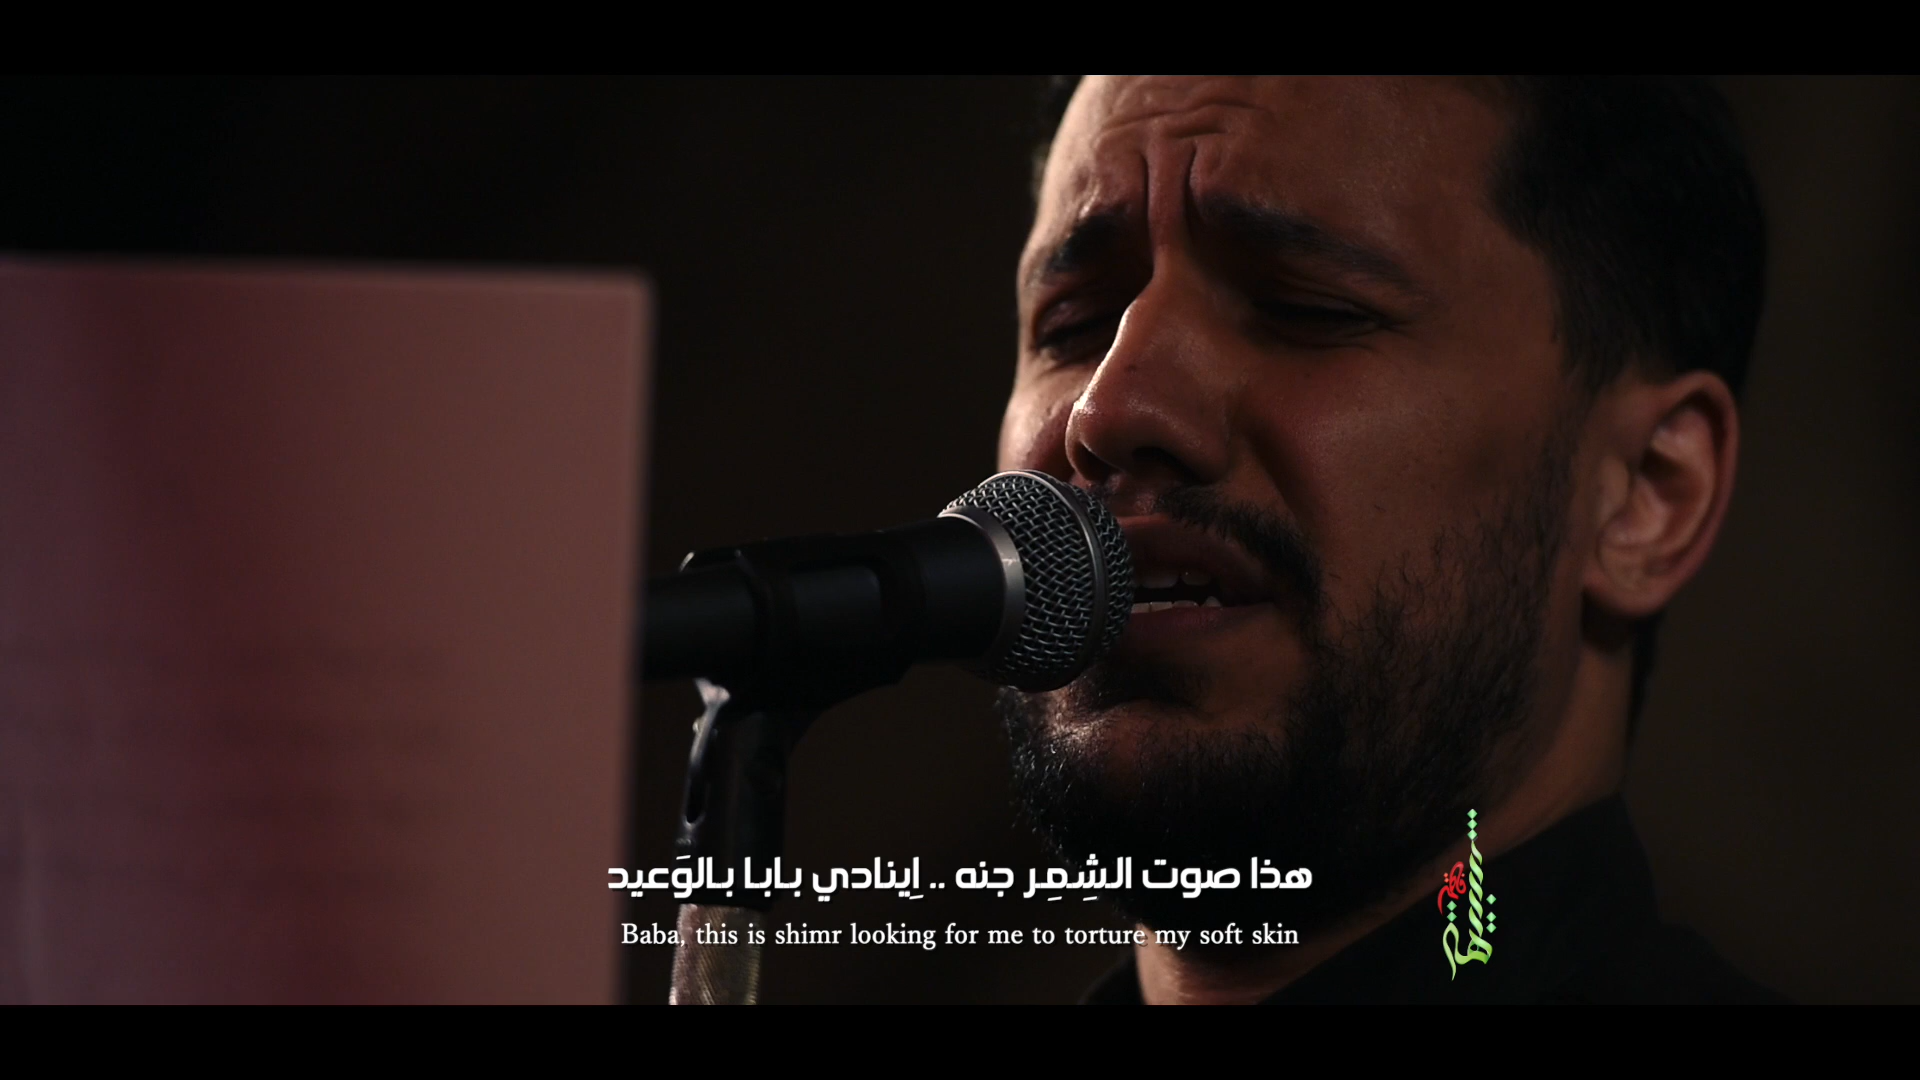 هذا صوت الشِمِر جنه .. اِينادي بابا بالوَعيد
Baba, this is shimr looking for me to torture my soft skin